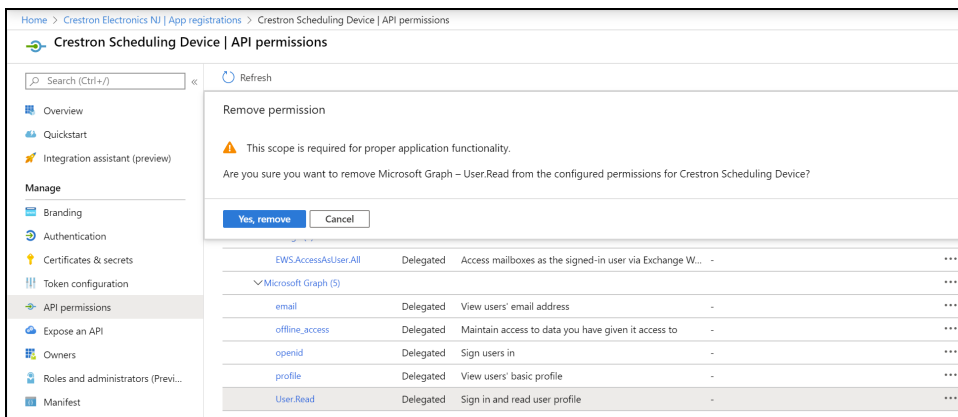 Home > Crestron Electronics NJ | App registrations > Crestron Scheduling Device | API permissions
Crestron Scheduling Device | API permissions
Search (Ctrl+/) «
Refresh
Overview
Quickstart
Integration assistant (preview)
Manage
Branding
Authentication
Certificates & secrets
Token configuration
API permissions
Expose an API
Owners
Roles and administrators (Previ...
Manifest
Remove permission
This scope is required for proper application functionality.
Are you sure you want to remove Microsoft Graph – User.Read from the configured permissions for Crestron Scheduling Device?
Yes, remove Cancel
EWS.AccessAsUser.All Delegated Access mailboxes as the signed-in user via Exchange W... - ...
Microsoft Graph (5) ...
email Delegated View users' email address - ...
offline_access Delegated Maintain access to data you have given it access to - ...
openid Delegated Sign users in - ...
profile Delegated View users' basic profile - ...
User.Read Delegated Sign in and read user profile - ...